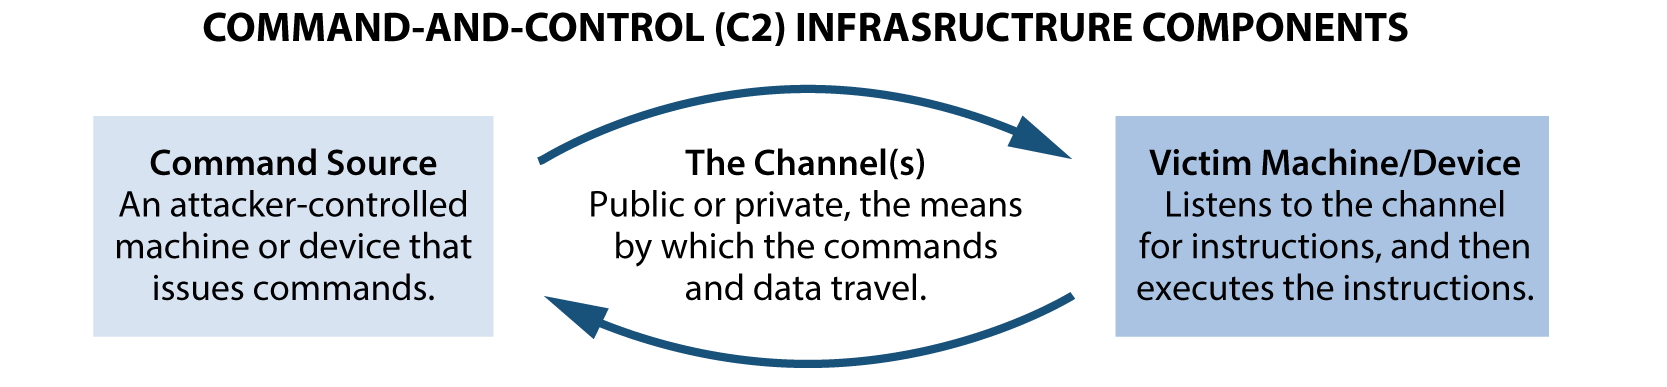 COMMAND-AND-CONTROL (C2) INFRASRUCTRURE COMPONENTS
Command Source
An attacker-controlled
machine or device that
issues commands.
The Channel(s)
Public or private, the means
by which the commands
and data travel.
Victim Machine/Device
Listens to the channel
for instructions, and then
executes the instructions.